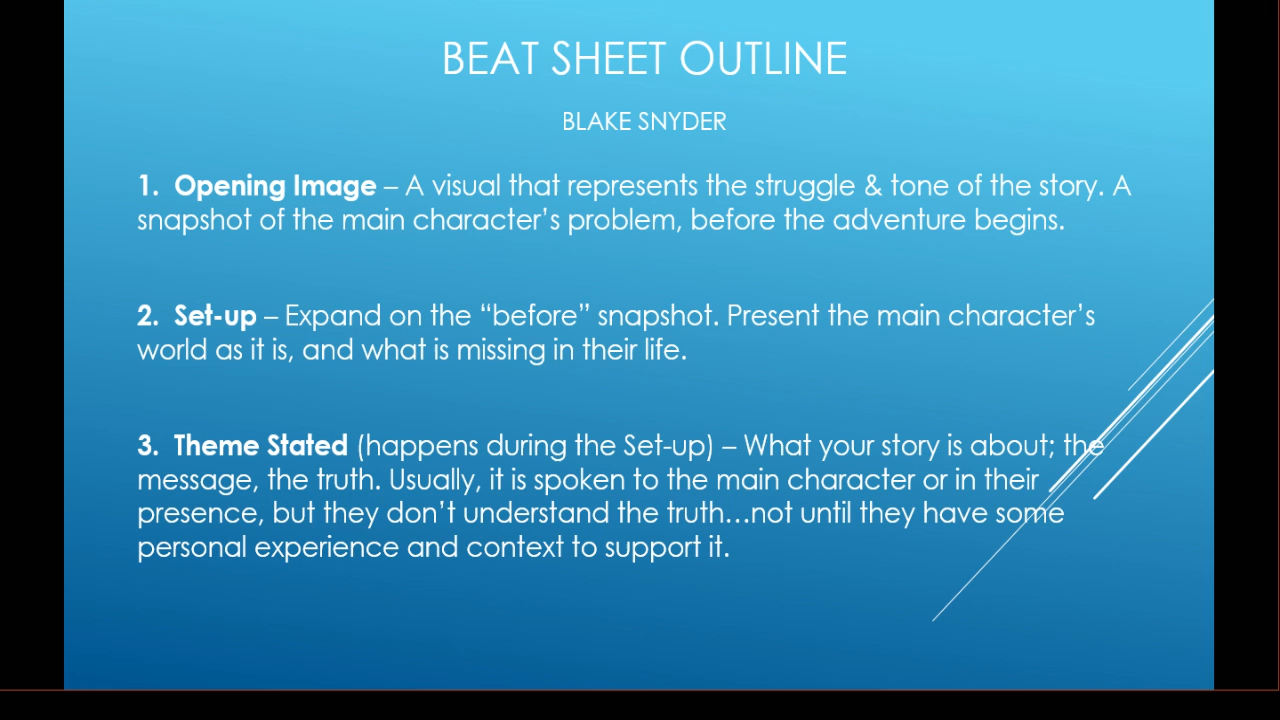 BEAT SHEET OUTLINE
BLAKE SNYDER
1. Opening Image – A visual that represents the struggle & tone of the story. A
snapshot of the main character’s problem, before the adventure begins.
2. Set-up – Expand on the “before” snapshot. Present the main character’s
world as it is, and what is missing in their life.
3. Theme Stated (happens during the Set-up) – What your story is about; the
message, the truth. Usually, it is spoken to the main character or in their
presence, but they don’t understand the truth…not until they have some
personal experience and context to support it.